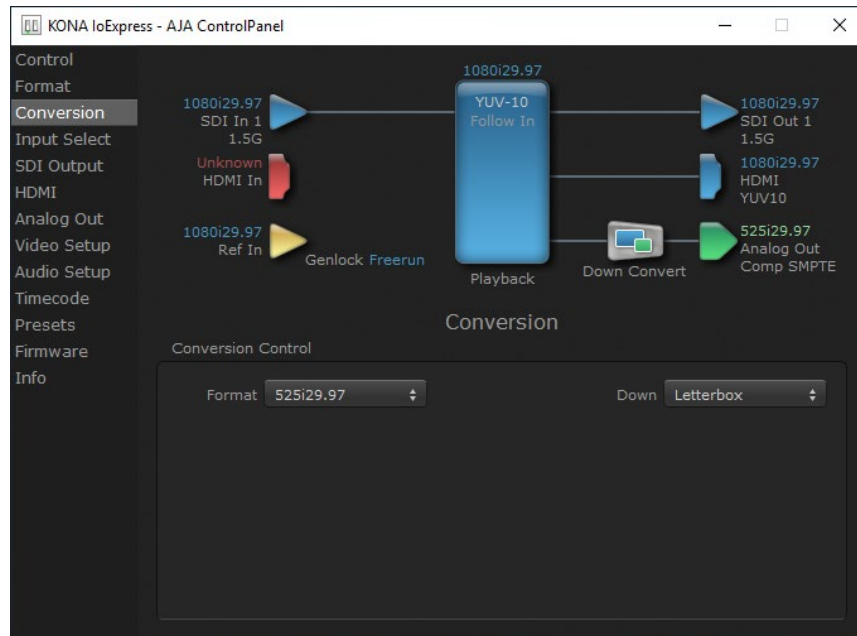 KONA IoExpress - AJA ControlPanel
Control
Format
Conversion
Input Select
SDI Output
HDMI
Analog Out
Video Setup
Audio Setup
Timecode
Presets
Firmware
Info
1080i29.97
YUV-10
Follow In
Playback
1080i29.97
SDI In 1
1.5G
Unknown
HDMI In
1080i29.97
Ref In
Genlock Freerun
1080i29.97
SDI Out 1
1.5G
1080i29.97
HDMI
YUV10
Down Convert
525i29.97
Analog Out
Comp SMPTE
Conversion
Conversion Control
Format 525i29.97 Down Letterbox